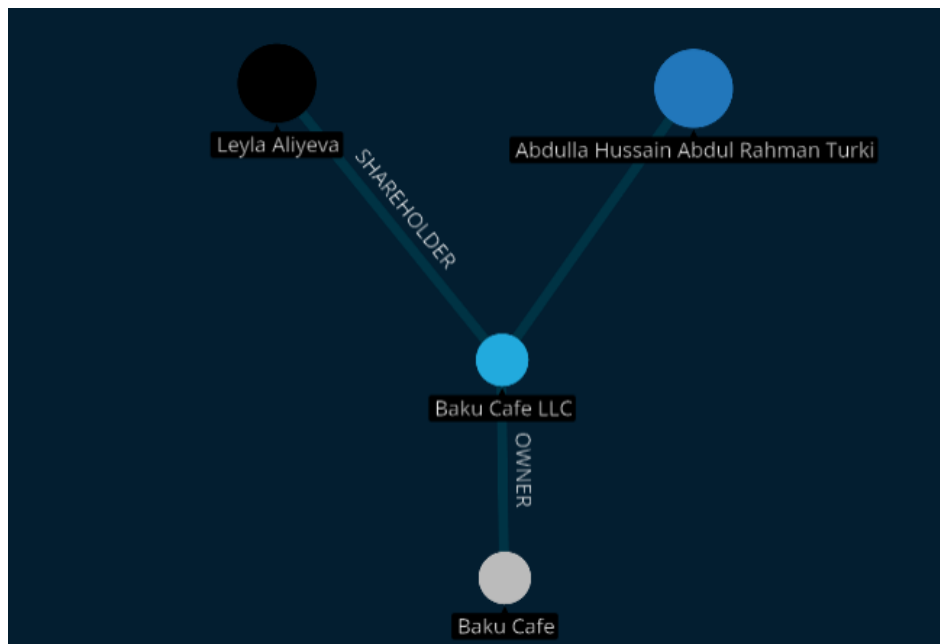 Leyla Aliyeva
Abdulla Hussain Abdul Rahman Turki
SHAREHOLDER
Baku Cafe LLC
OWNER
Baku Cafe